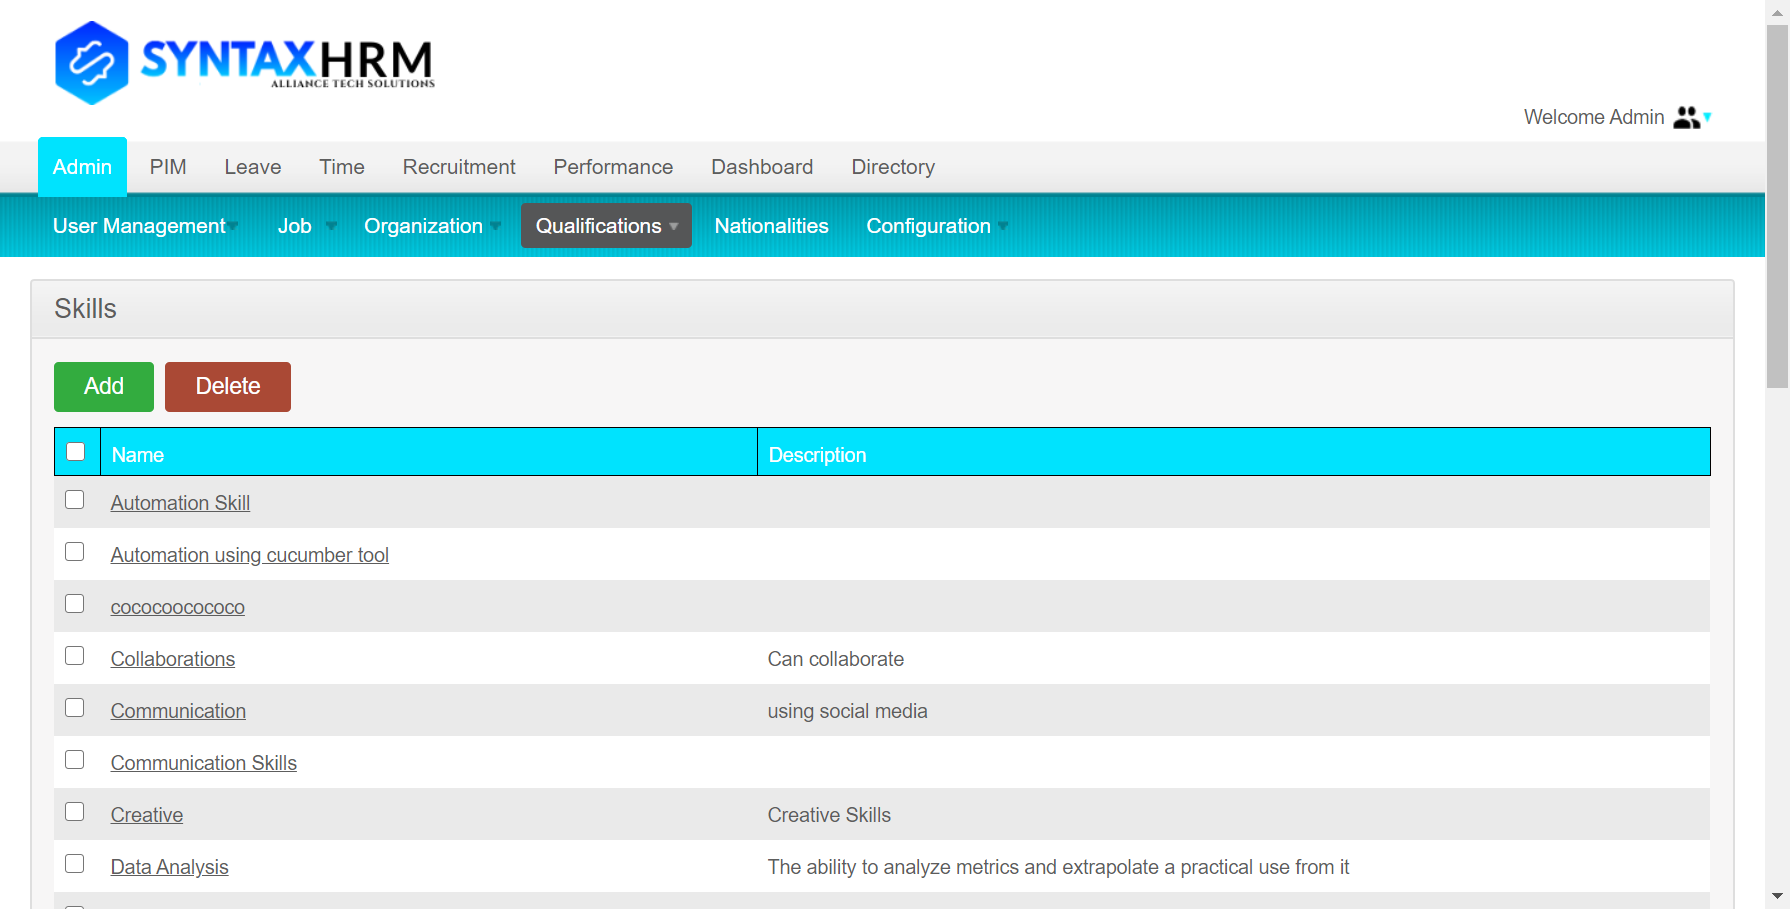 SYNTAXHRM
ALLIANCE TECH SOLUTIONS
Welcome Admin
Admin PIM Leave Time Recruitment Performance Dashboard Directory
User Management Job Organization Qualifications Nationalities Configuration
Skills
Add Delete
Name Description
Automation Skill
Automation using cucumber tool
cococoocococo
Collaborations Can collaborate
Communication using social media
Communication Skills
Creative Creative Skills
Data Analysis The ability to analyze metrics and extrapolate a practical use from it